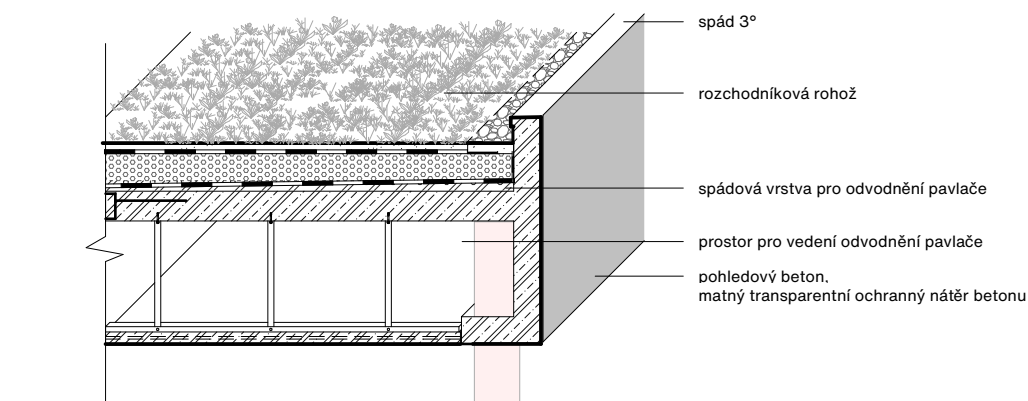 spád 3°
rozchodníková rohož
spádová vrstva pro odvodnění pavlače
prostor pro vedení odvodnění pavlače
pohledový beton,
matný transparentní ochranný nátěr betonu